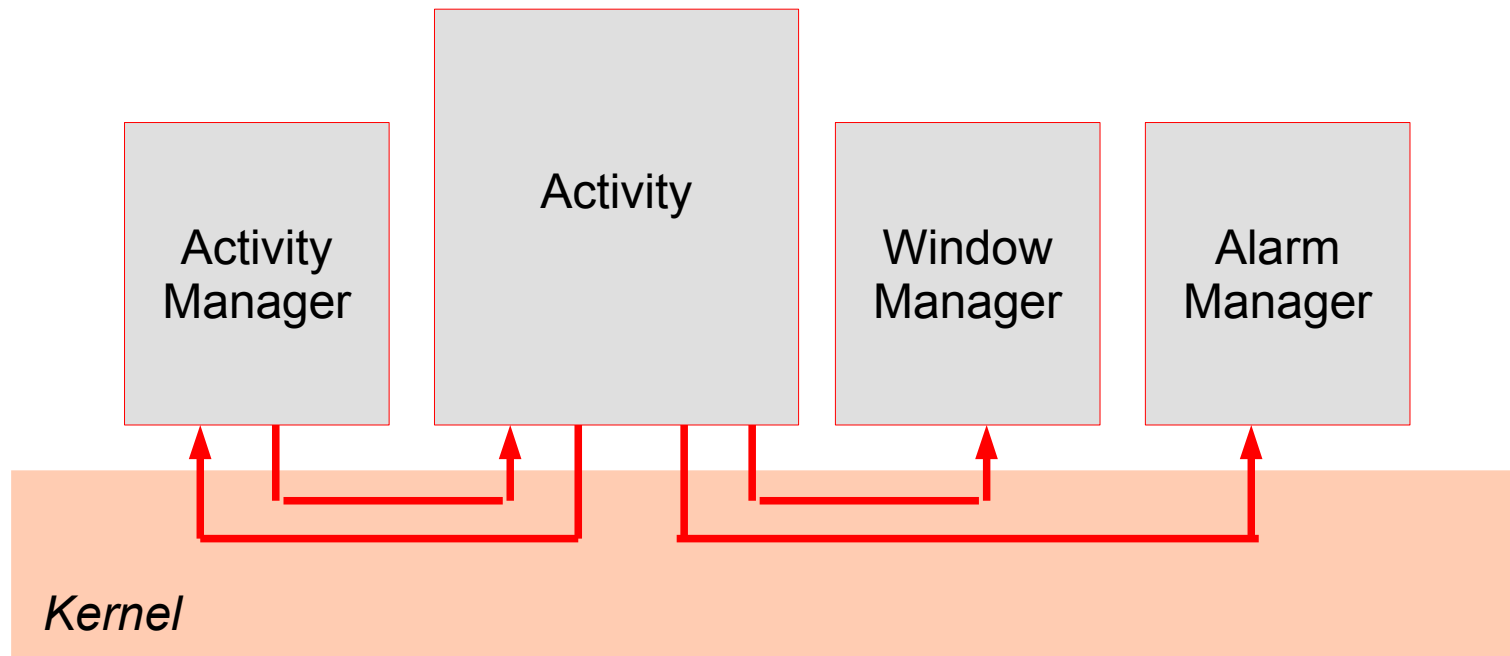 Activity
Manager
Activity
Window
Manager
Alarm
Manager
Kernel